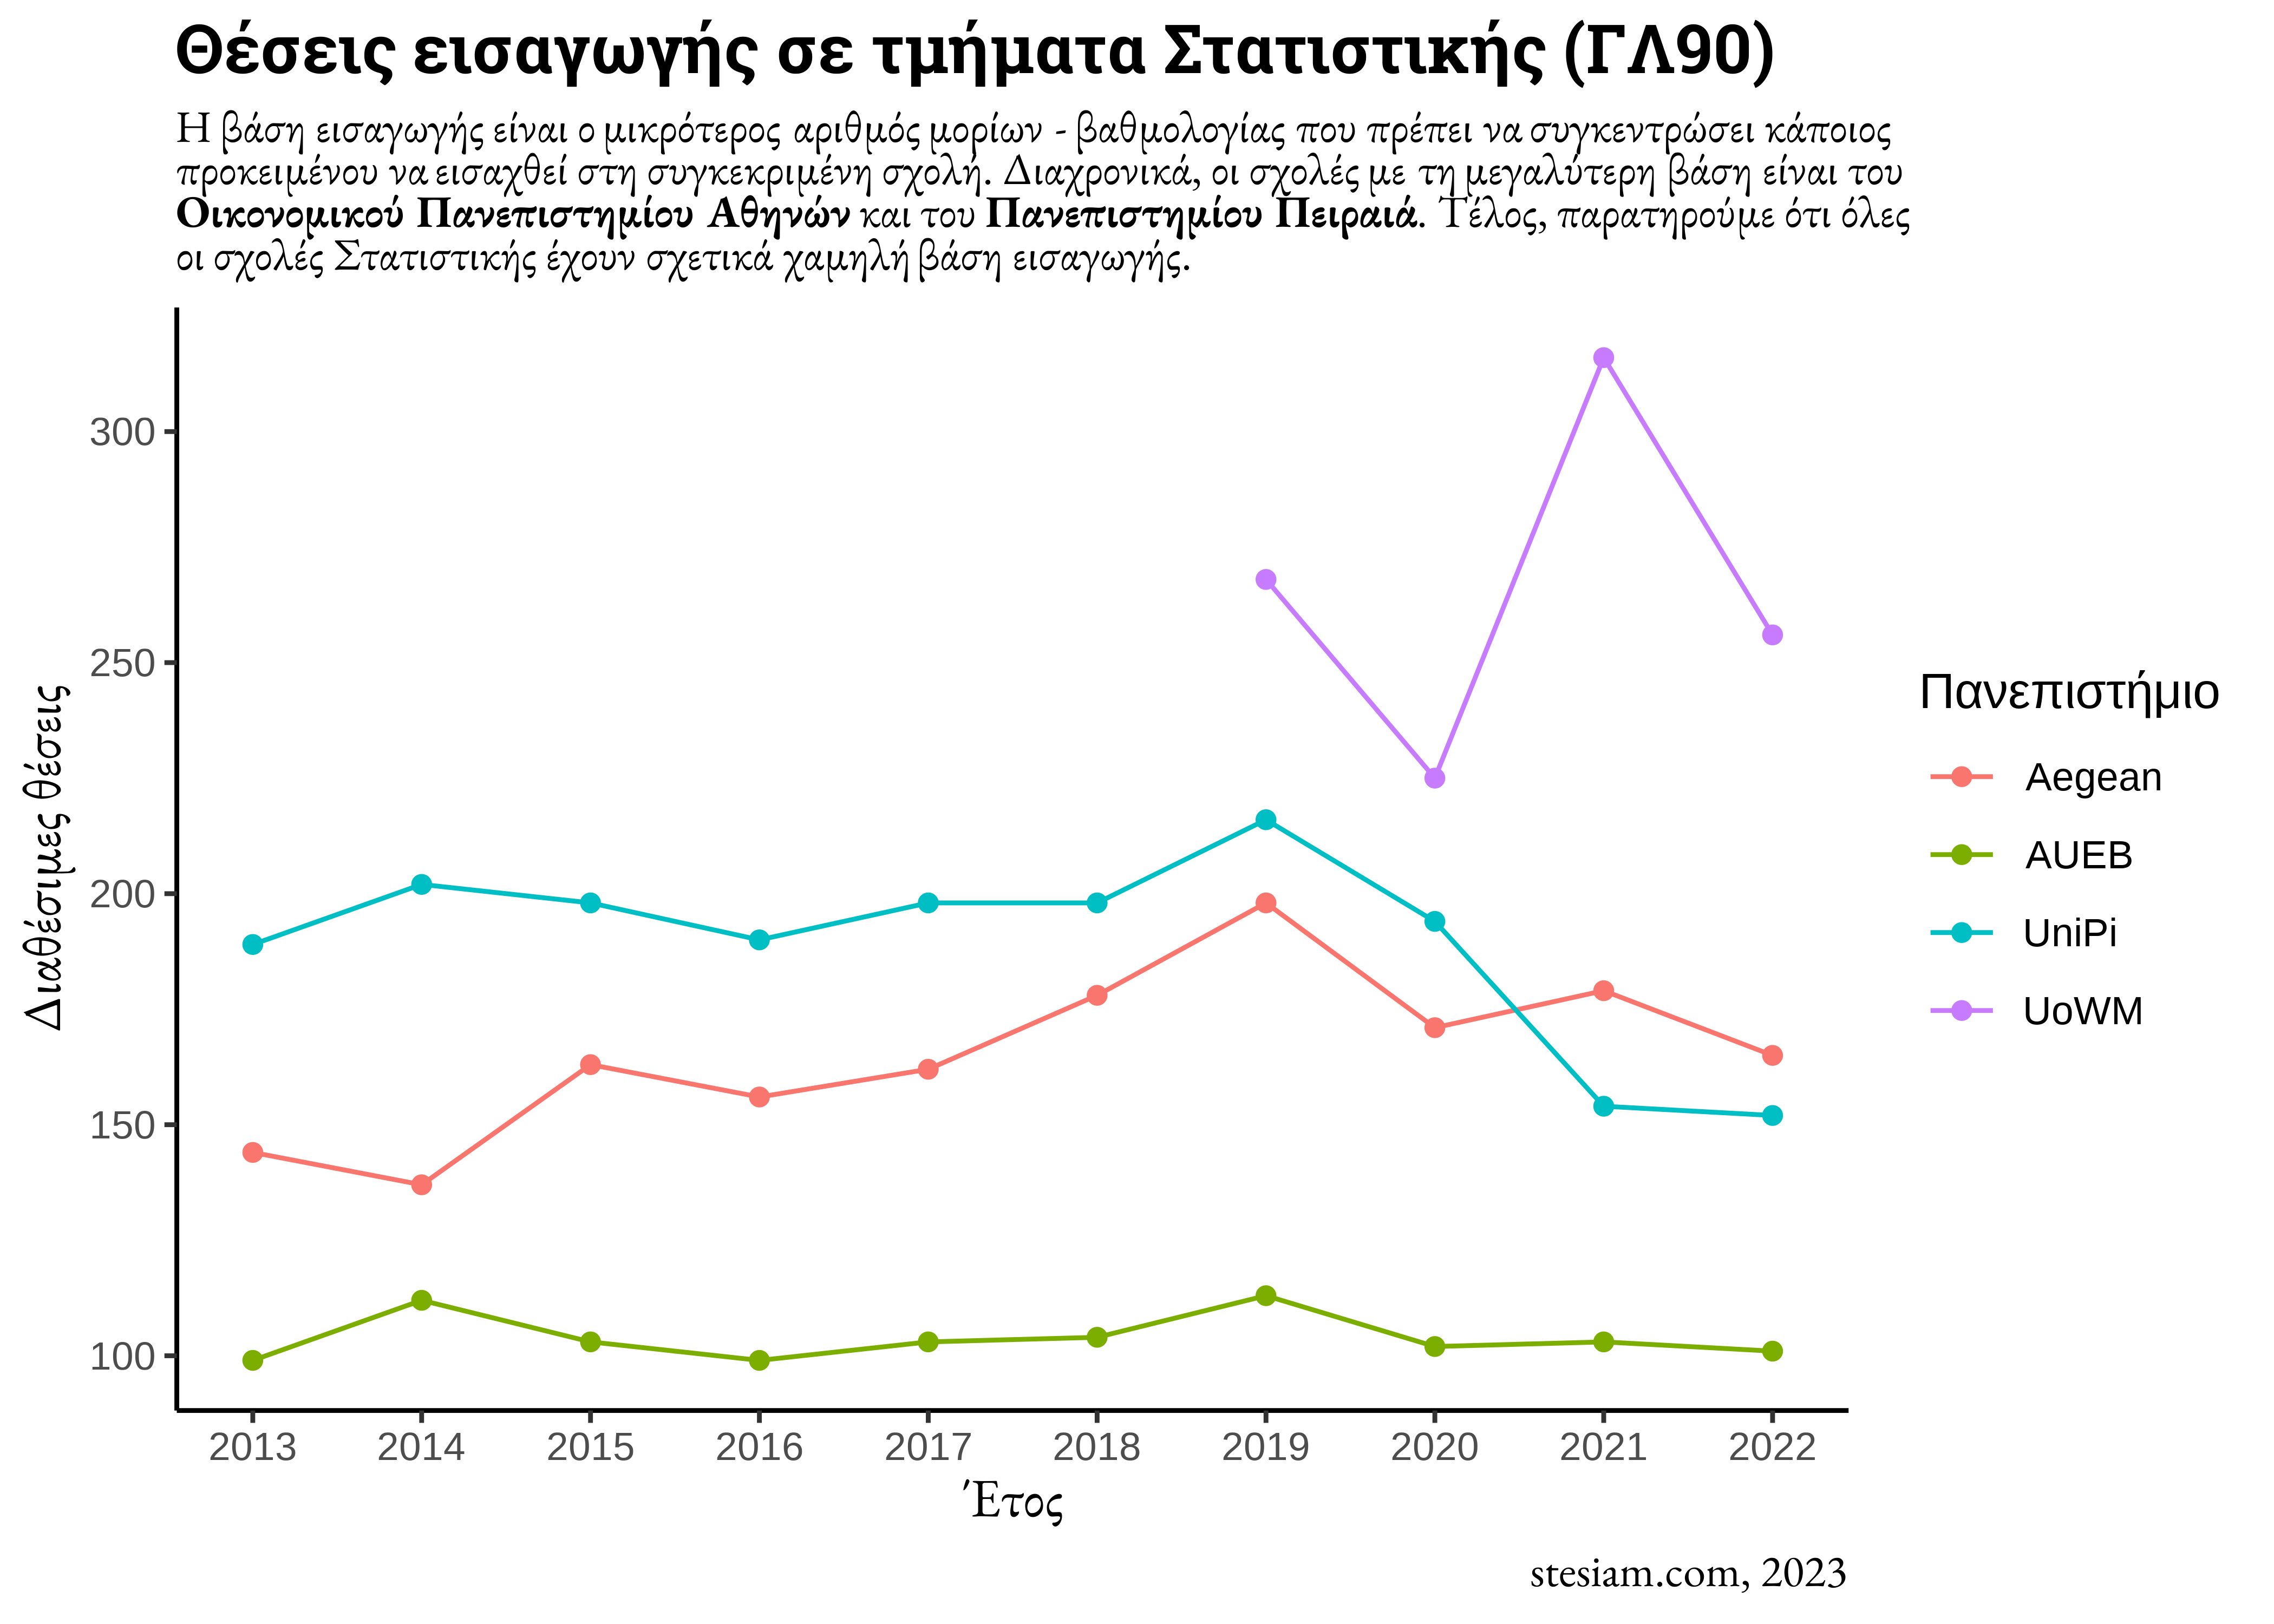 Θέσεις εισαγωγής σε τμήματα Στατιστικής (ΓΛ90)
Η βάση εισαγωγής είναι ο μικρότερος αριθμός μορίων - βαθμολογίας που πρέπει να συγκεντρώσει κάποιος
προκειμένου να εισαχθεί στη συγκεκριμένη σχολή. Διαχρονικά, οι σχολές με τη μεγαλύτερη βάση είναι του
Οικονομικού Πανεπιστημίου Αθηνών και του Πανεπιστημίου Πειραιά. Τέλος, παρατηρούμε ότι όλες
οι σχολές Στατιστικής έχουν σχετικά χαμηλή βάση εισαγωγής.
Διαθέσιμες θέσεις
300
250
200
150
100
2013 2014 2015 2016 2017 2018 2019 2020 2021 2022
Έτος
Πανεπιστήμιο
Aegean
AUEB
UniPi
UoWM
stesiam.com, 2023